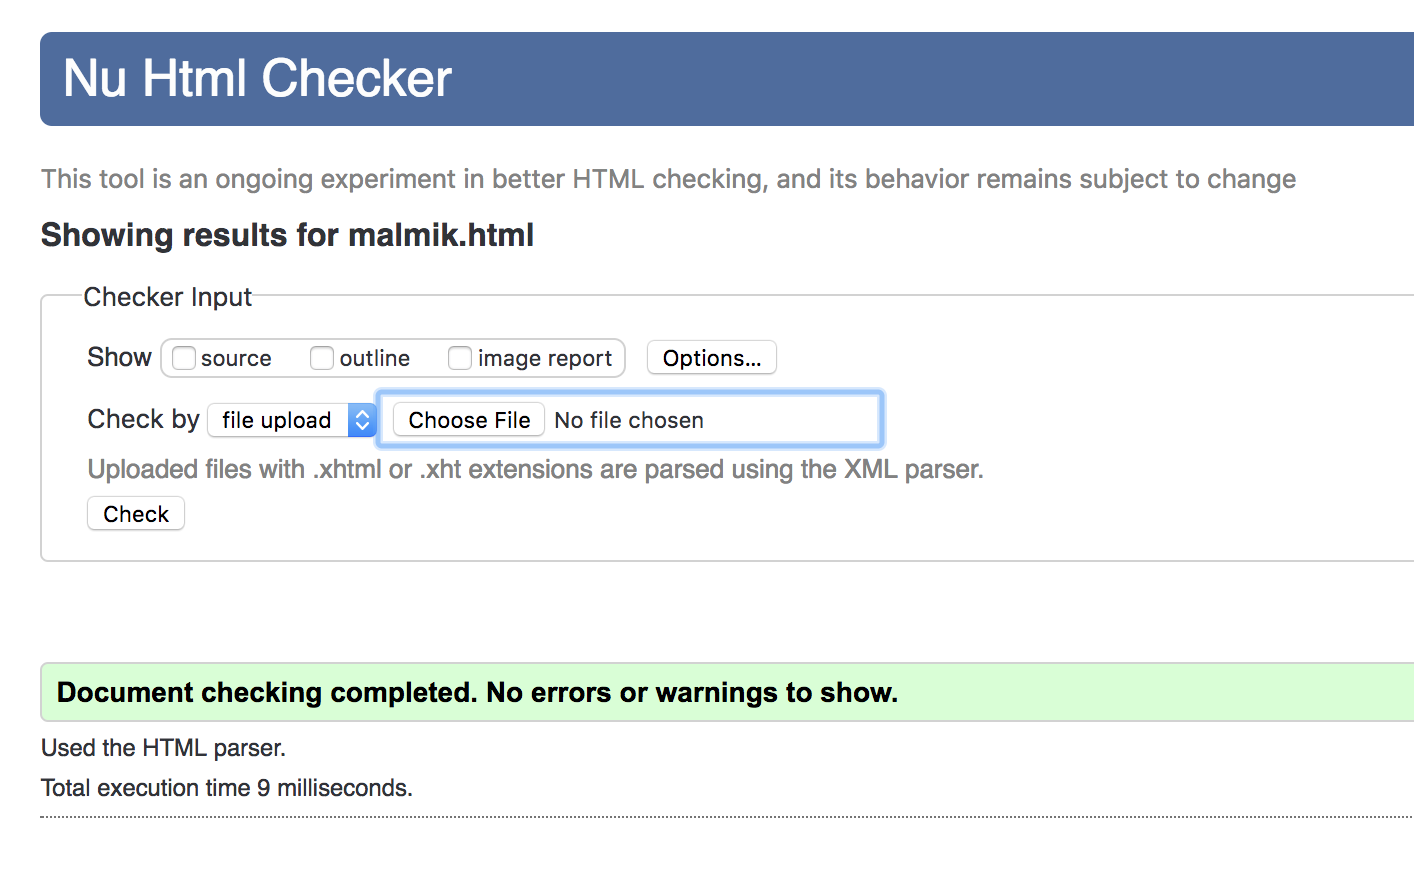 Nu Html Checker
This tool is an ongoing experiment in better HTML checking, and its behavior remains subject to change
Showing results for malmik.html
Checker Input
Show source outline image report Options...
Check by file upload Choose File No file chosen
Uploaded files with .xhtml or .xht extensions are parsed using the XML parser.
Check
Document checking completed. No errors or warnings to show.
Used the HTML parser.
Total execution time 9 milliseconds.